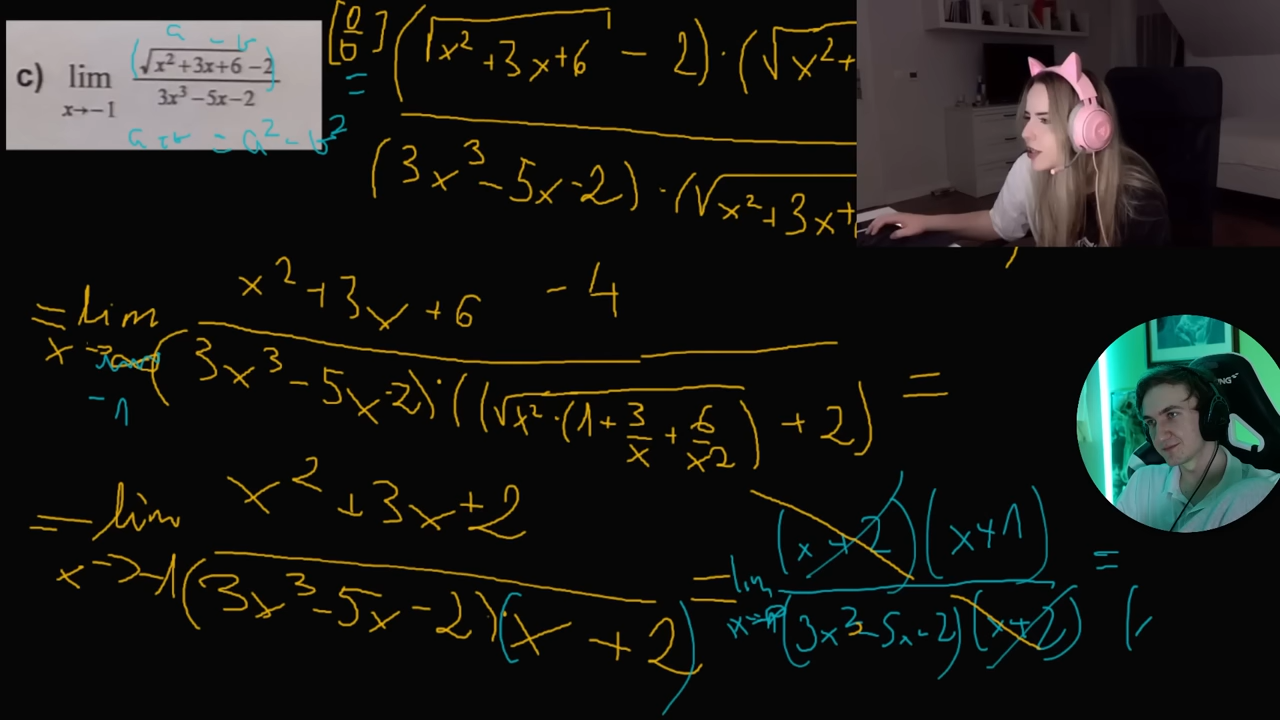 c) lim x→-1 (√x²+3x+6 -2) / 3x³-5x-2
a - b
a+b = a² - b²
[0/0] = (√x²+3x+6 - 2)·(√x²+
(3x³-5x-2)·(√x²+3x+
= lim x→ -1 x²+3x+6 -4
(3x³-5x-2)·((√x²·(1+3/x+6/x²)) +2) =
= lim x→-1 x²+3x+2
(3x³-5x-2)(x+2)
= lim (x+2)(x+1) =
(3x³-5x-2)(x+2)